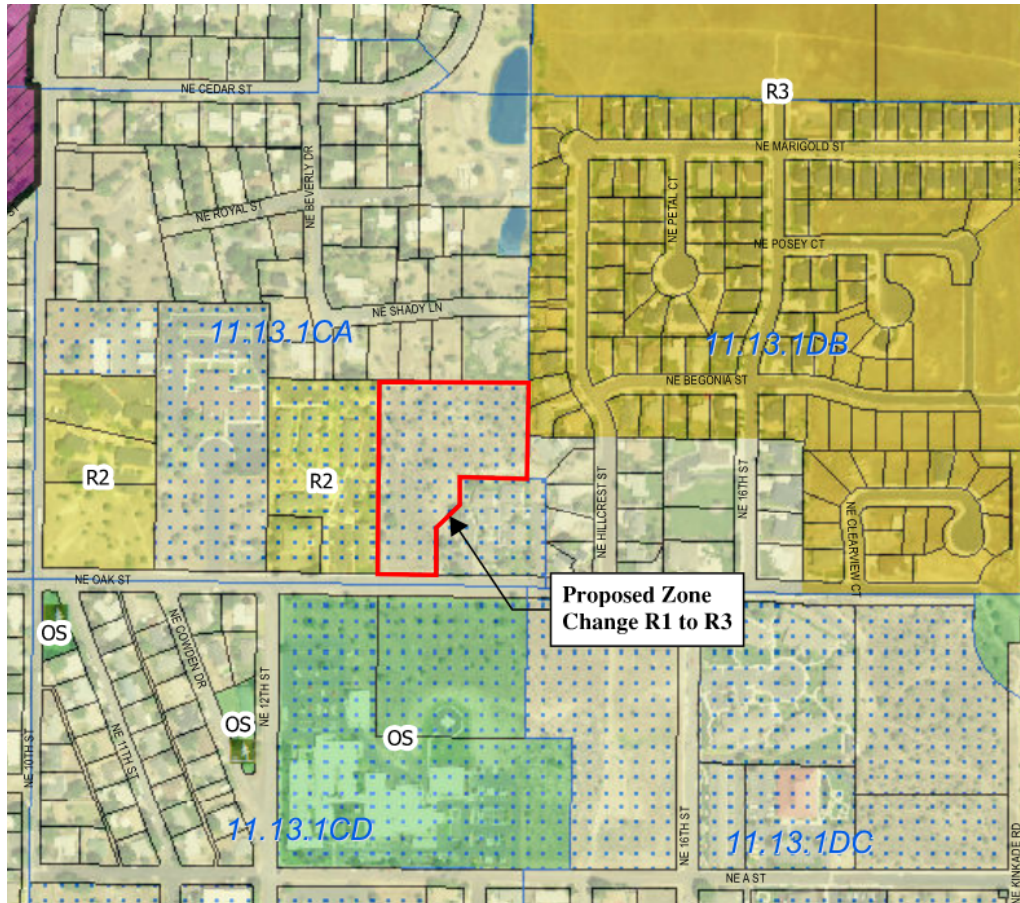 NE CEDAR ST
R3
NE MARIGOLD ST
NE BEVERLY DR
NE ROYAL ST
NE PETAL CT
NE POSEY CT
NE SHADY LN
11.13.1CA
11.13.1DB
NE BEGONIA ST
R2
R2
NE HILLCREST ST
NE 16TH ST
NE CLEARVIEW CT
NE OAK ST
Proposed Zone
Change R1 to R3
OS
NE COWDEN DR
NE 12TH ST
OS
OS
NE 10TH ST
NE 11TH ST
11.13.1CD
NE 16TH ST
11.13.1DC
NE A ST
NE KINKADE RD